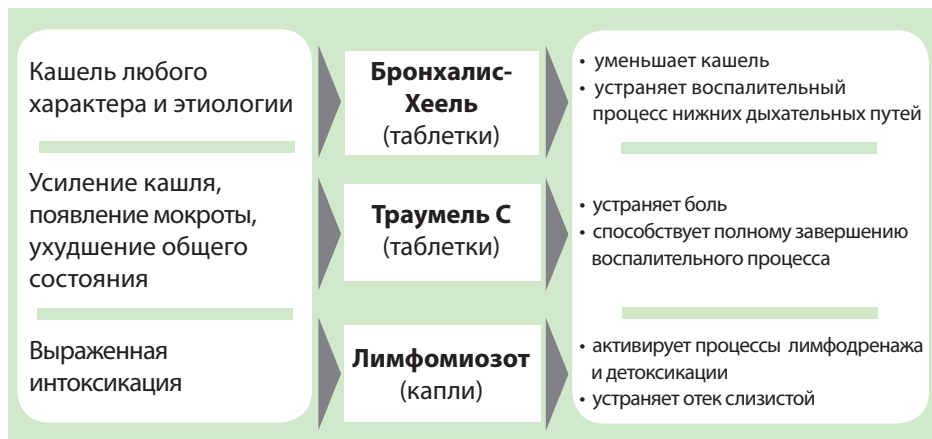 Кашель любого
характера и этиологии
Бронхалис-
Хеель
(таблетки)
• уменьшает кашель
• устраняет воспалительный
процесс нижних дыхательных путей
Усиление кашля,
появление мокроты,
ухудшение общего
состояния
Траумель С
(таблетки)
• устраняет боль
• способствует полному завершению
воспалительного процесса
Выраженная
интоксикация
Лимфомиозот
(капли)
• активирует процессы лимфодренажа
и детоксикации
• устраняет отек слизистой